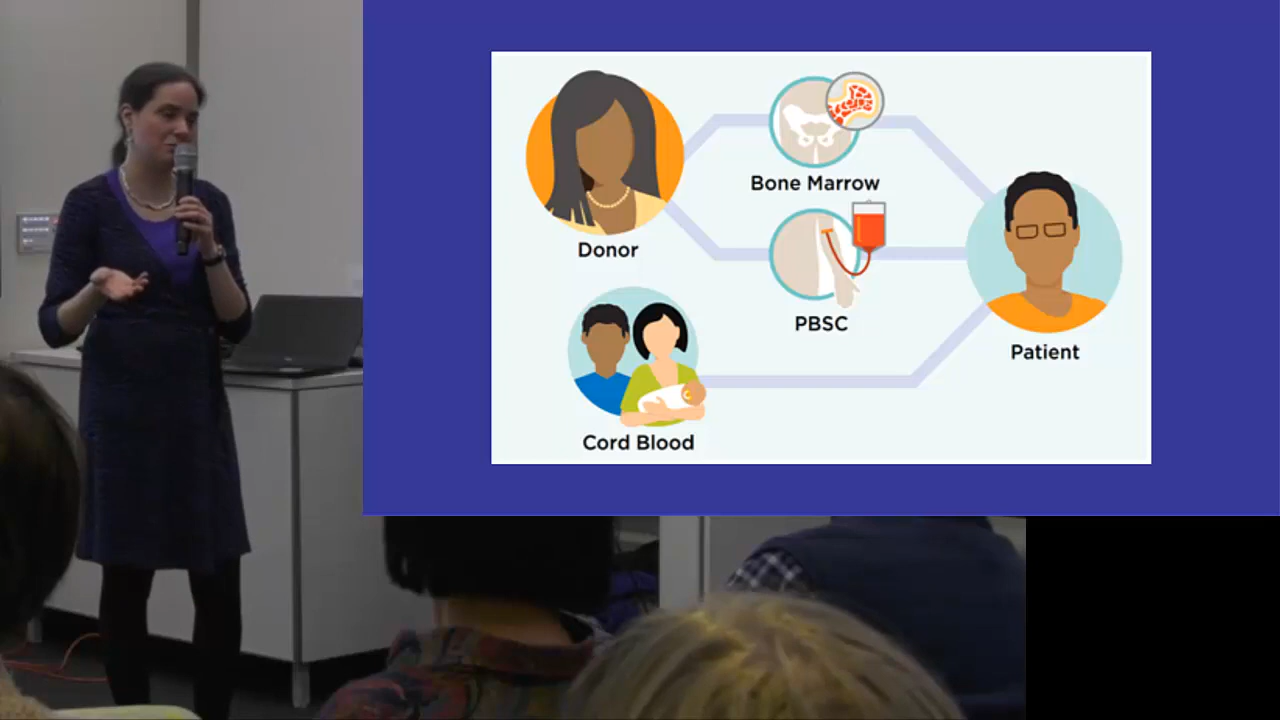 Bone Marrow
Donor
PBSC
Patient
Cord Blood